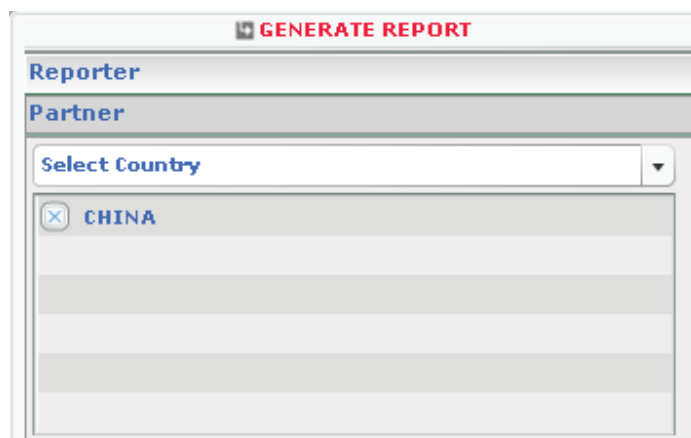 GENERATE REPORT
Reporter
Partner
Select Country
CHINA